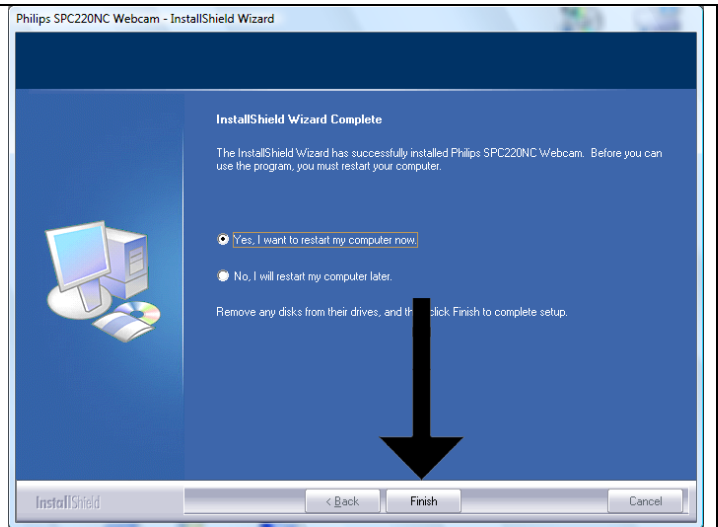 Philips SPC220NC Webcam - InstallShield Wizard
InstallShield Wizard Complete
The InstallShield Wizard has successfully installed Philips SPC220NC Webcam. Before you can
use the program, you must restart your computer.
Yes, I want to restart my computer now.
No, I will restart my computer later.
Remove any disks from their drives, and click Finish to complete setup.
InstallShield
< Back
Finish
Cancel